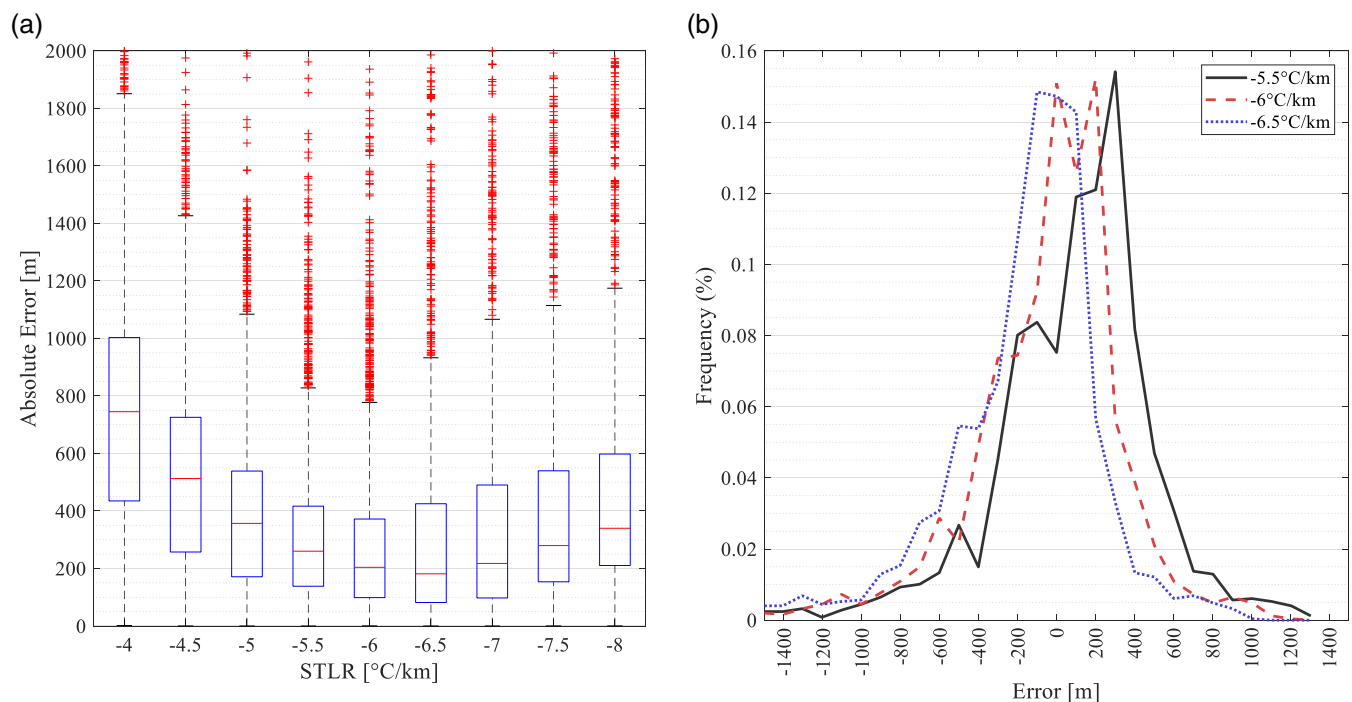 (a)
2000
1800
1600
1400
1200
1000
800
600
400
200
0
Absolute Error [m]
-4 -4.5 -5 -5.5 -6 -6.5 -7 -7.5 -8
STLR [°C/km]
(b)
0.16
0.14
0.12
0.1
0.08
0.06
0.04
0.02
0
Frequency (%)
-5.5°C/km
-6°C/km
-6.5°C/km
-1400 -1200 -1000 -800 -600 -400 -200 0 200 400 600 800 1000 1200 1400
Error [m]